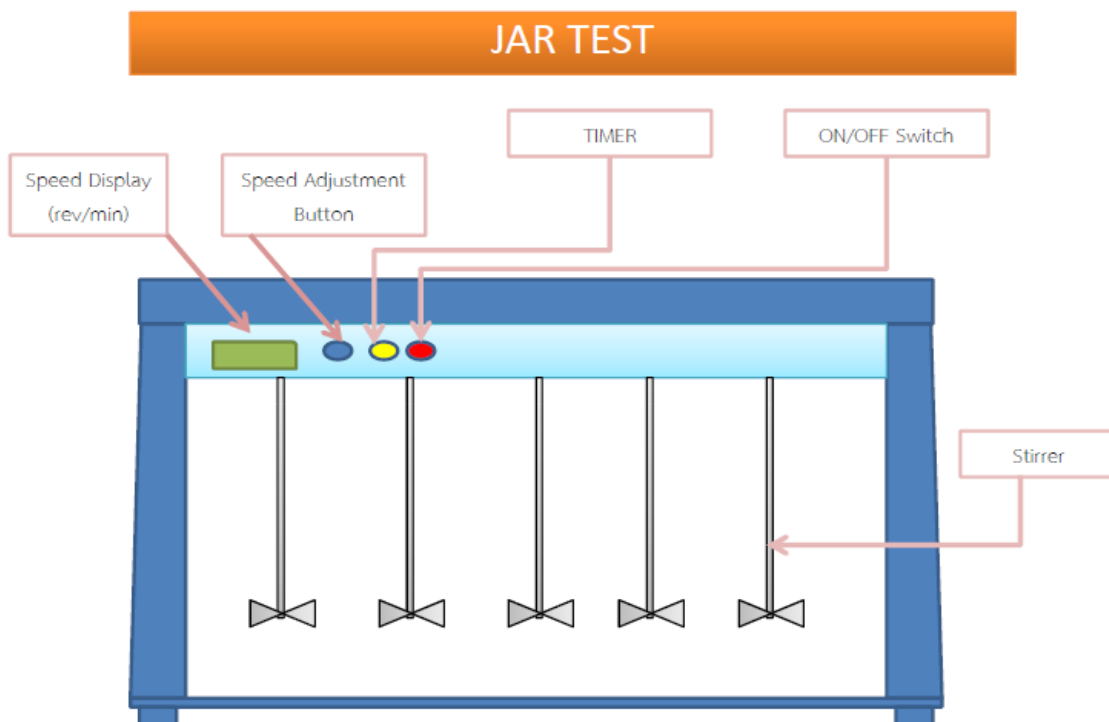 JAR TEST
TIMER
ON/OFF Switch
Speed Display
(rev/min)
Speed Adjustment
Button
Stirrer